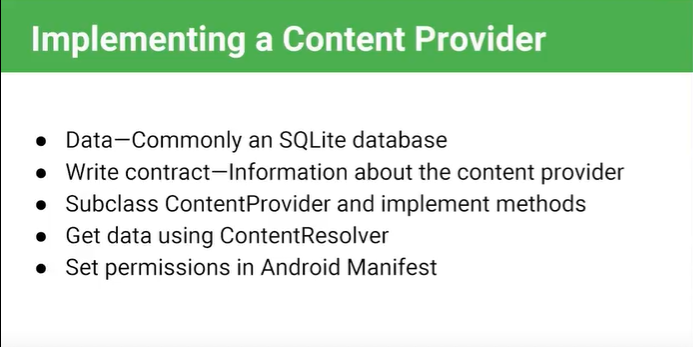 Implementing a Content Provider
● Data—Commonly an SQLite database
● Write contract—Information about the content provider
● Subclass ContentProvider and implement methods
● Get data using ContentResolver
● Set permissions in Android Manifest